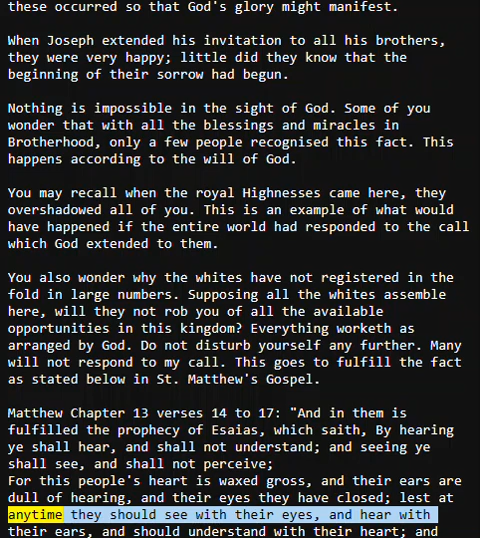 these occurred so that God's glory might manifest.
When Joseph extended his invitation to all his brothers,
they were very happy; little did they know that the
beginning of their sorrow had begun.
Nothing is impossible in the sight of God. Some of you
wonder that with all the blessings and miracles in
Brotherhood, only a few people recognised this fact. This
happens according to the will of God.
You may recall when the royal Highnesses came here, they
overshadowed all of you. This is an example of what would
have happened if the entire world had responded to the call
which God extended to them.
You also wonder why the whites have not registered in the
fold in large numbers. Supposing all the whites assemble
here, will they not rob you of all the available
opportunities in this kingdom? Everything worketh as
arranged by God. Do not disturb yourself any further. Many
will not respond to my call. This goes to fulfill the fact
as stated below in St. Matthew's Gospel.
Matthew Chapter 13 verses 14 to 17: "And in them is
fulfilled the prophecy of Esaias, which saith, By hearing
ye shall hear, and shall not understand; and seeing ye
shall see, and shall not perceive;
For this people's heart is waxed gross, and their ears are
dull of hearing, and their eyes they have closed; lest at
anytime they should see with their eyes, and hear with
their ears, and should understand with their heart; and